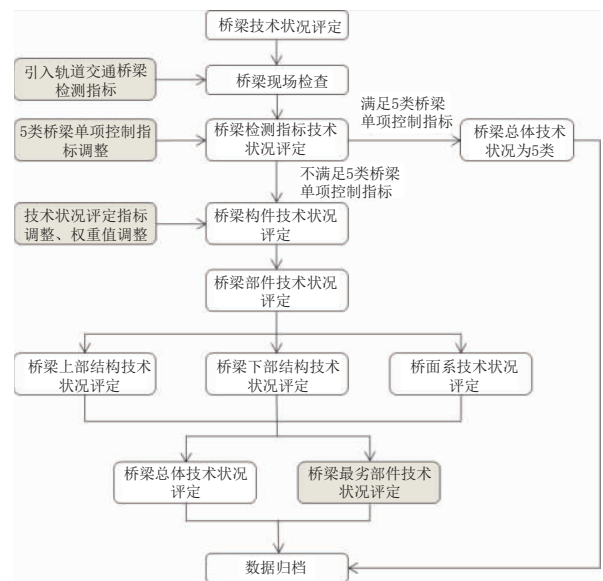 桥梁技术状况评定
引入轨道交通桥梁
检测指标
桥梁现场检查
满足5类桥梁
单项控制指标
5类桥梁单项控制指
标调整
桥梁检测指标技术
状况评定
桥梁总体技术
状况为5类
不满足5类桥梁
单项控制指标
技术状况评定指标
调整、权重值调整
桥梁构件技术状况
评定
桥梁部件技术状况
评定
桥梁上部结构技术
状况评定
桥梁下部结构技术
状况评定
桥面系技术状况
评定
桥梁总体技术状况
评定
桥梁最劣部件技术
状况评定
数据归档